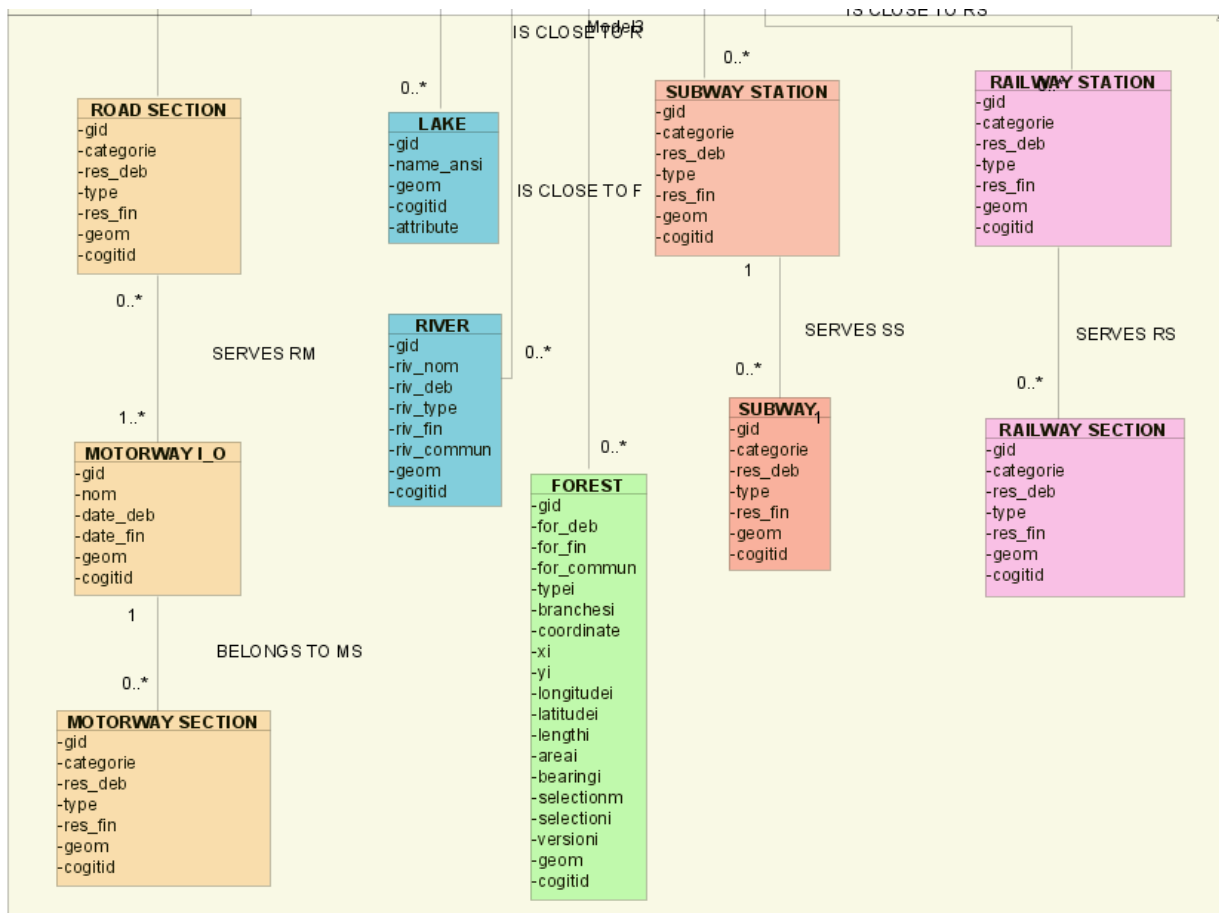 IS CLOSE TO RS
Model3
IS CLOSE TO R
0..*
0..*
0..*
ROAD SECTION
-gid
-categorie
-res_deb
-type
-res_fin
-geom
-cogitid
LAKE
-gid
-name_ansi
-geom
-cogitid
-attribute
IS CLOSE TO F
SUBWAY STATION
-gid
-categorie
-res_deb
-type
-res_fin
-geom
-cogitid
RAILWAY STATION
-gid
-categorie
-res_deb
-type
-res_fin
-geom
-cogitid
0..*
SERVES RM
1..*
RIVER
-gid
-riv_nom
-riv_deb
-riv_type
-riv_fin
-riv_commun
-geom
-cogitid
0..*
1
SERVES SS
0..*
SERVES RS
0..*
MOTORWAY I_O
-gid
-nom
-date_deb
-date_fin
-geom
-cogitid
0..*
FOREST
-gid
-for_deb
-for_fin
-for_commun
-typei
-branchesi
-coordinate
-xi
-yi
-longitudei
-latitudei
-lengthi
-areai
-bearingi
-selectionm
-selectioni
-versioni
-geom
-cogitid
SUBWAY
1
-gid
-categorie
-res_deb
-type
-res_fin
-geom
-cogitid
RAILWAY SECTION
-gid
-categorie
-res_deb
-type
-res_fin
-geom
-cogitid
1
BELONGS TO MS
0..*
MOTORWAY SECTION
-gid
-categorie
-res_deb
-type
-res_fin
-geom
-cogitid